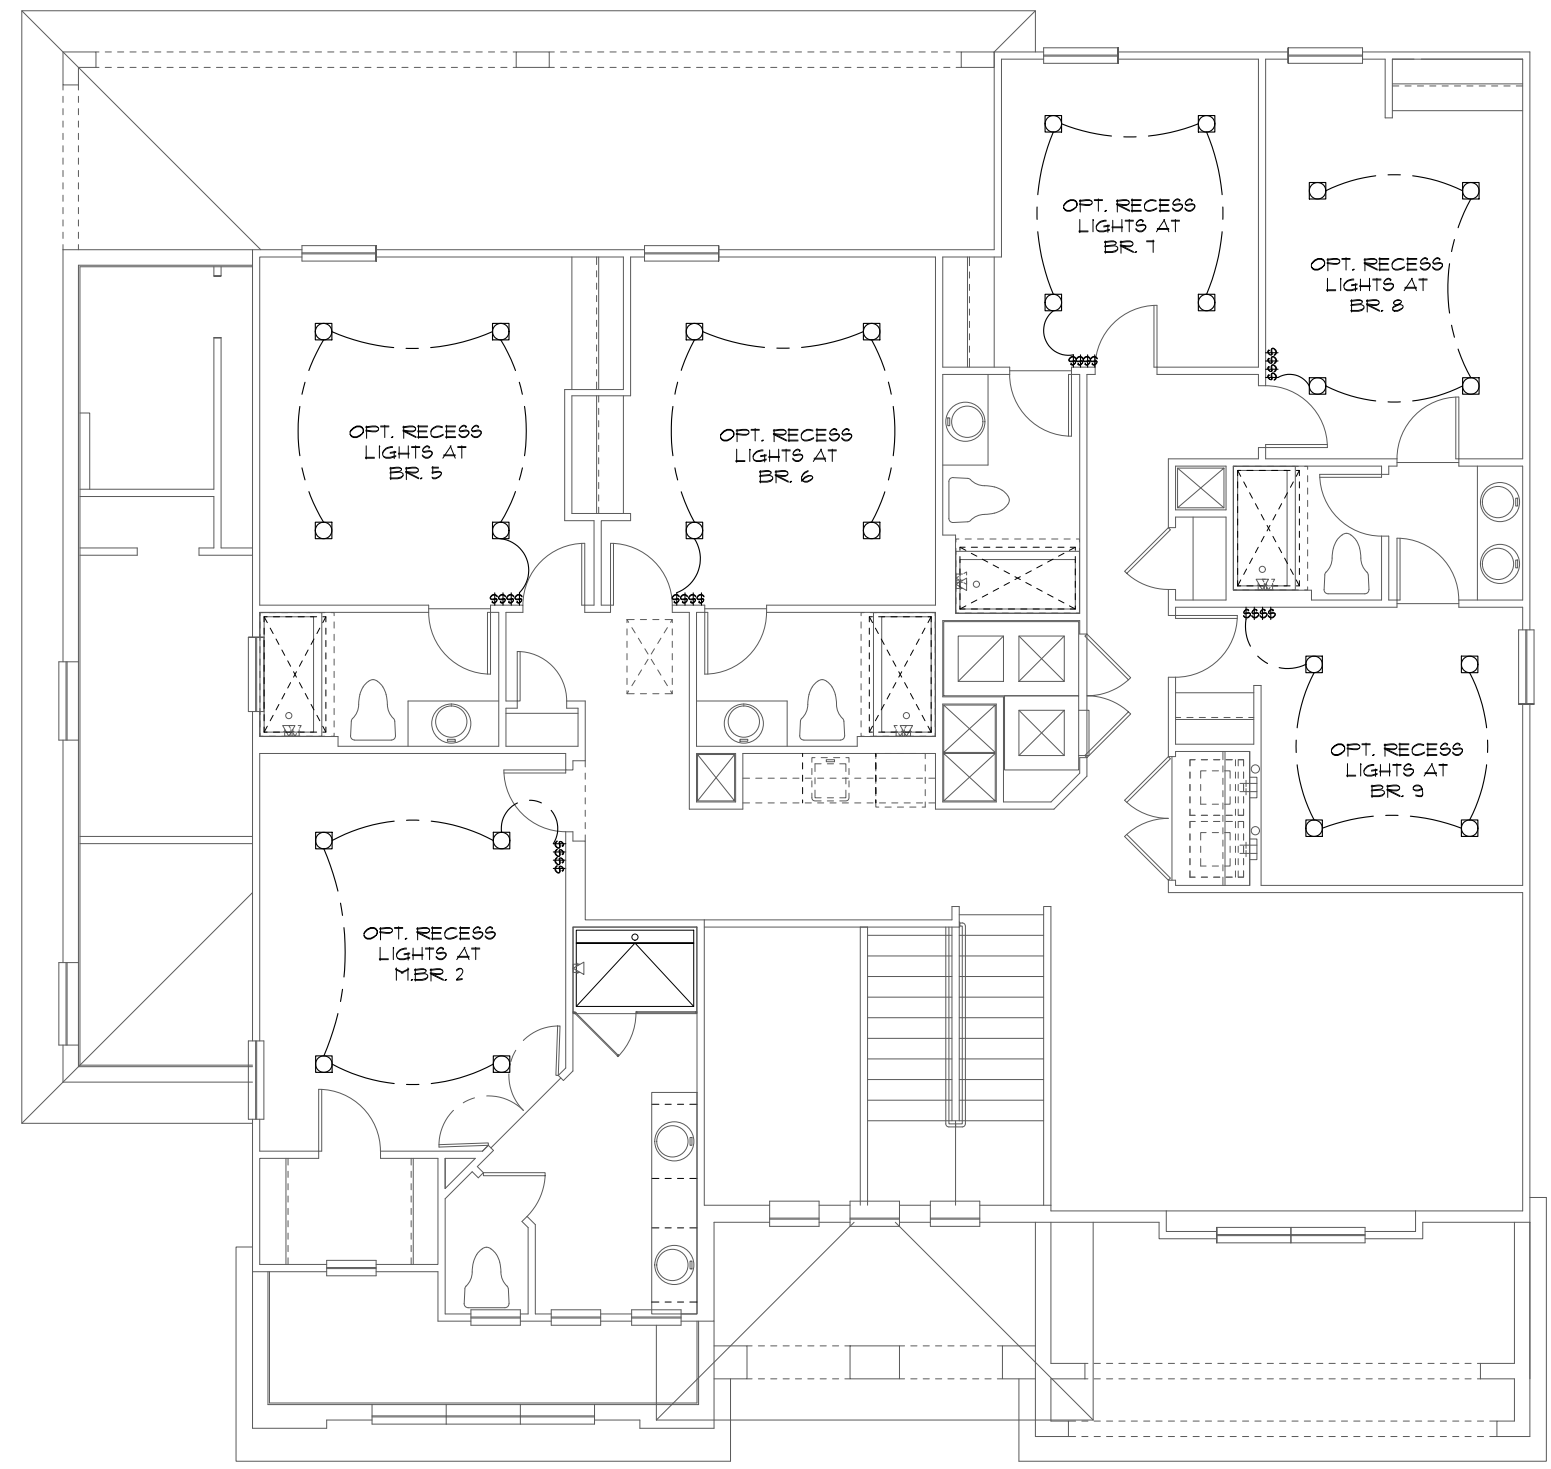 OPT. RECESS
LIGHTS AT
BR. 7
OPT. RECESS
LIGHTS AT
BR. 8
$$$$
$$$$
OPT. RECESS
LIGHTS AT
BR. 5
OPT. RECESS
LIGHTS AT
BR. 6
$$$$
$$$$
$$$$
OPT. RECESS
LIGHTS AT
BR. 9
$$$$
OPT. RECESS
LIGHTS AT
M.BR. 2